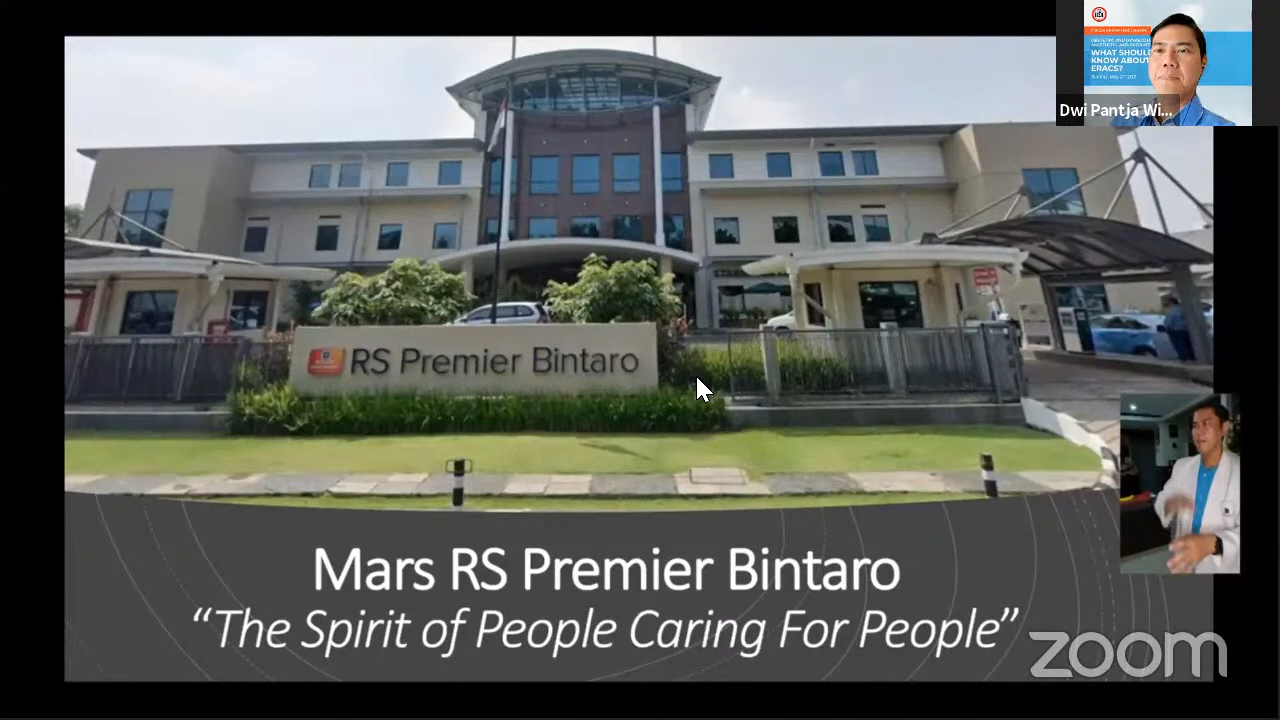 WHAT SHOULD
KNOW ABOUT
ERACS?
Dwi Pantja Wi...
RS Premier Bintaro
Mars RS Premier Bintaro
“The Spirit of People Caring For People”
zoom